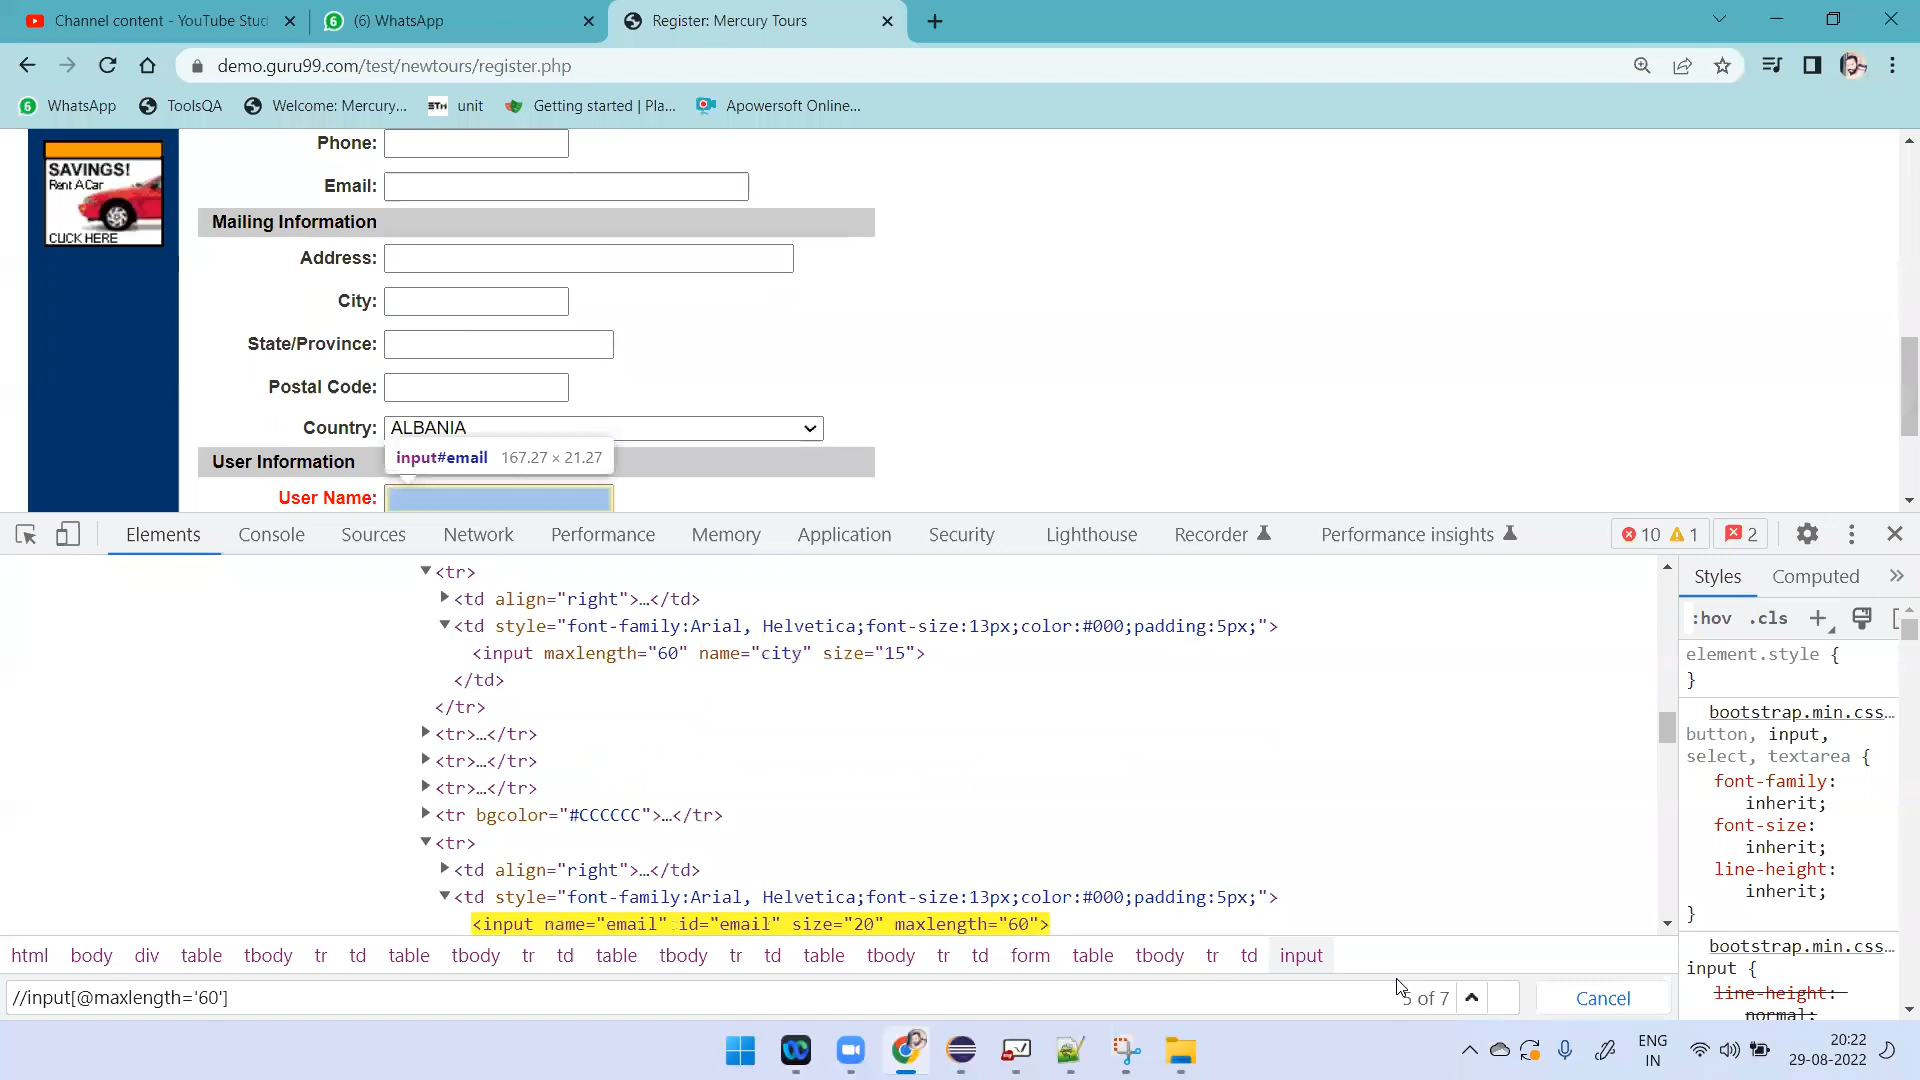 Channel content - YouTube Stud
(6) WhatsApp
Register: Mercury Tours
demo.guru99.com/test/newtours/register.php
WhatsApp
ToolsQA
Welcome: Mercury...
STH unit
Getting started | Pla...
Apowersoft Online...
SAVINGS!
Rent A Car
CLICK HERE
Phone:
Email:
Mailing Information
Address:
City:
State/Province:
Postal Code:
Country: ALBANIA
input#email 167.27 × 21.27
User Information
User Name:
Elements Console Sources Network Performance Memory Application Security Lighthouse Recorder Performance insights 10 1 2
<tr>
<td align="right">…</td>
<td style="font-family:Arial, Helvetica;font-size:13px;color:#000;padding:5px;">
<input maxlength="60" name="city" size="15">
</td>
</tr>
<tr>…</tr>
<tr>…</tr>
<tr>…</tr>
<tr bgcolor="#CCCCCC">…</tr>
<tr>
<td align="right">…</td>
<td style="font-family:Arial, Helvetica;font-size:13px;color:#000;padding:5px;">
<input name="email" id="email" size="20" maxlength="60">
Styles Computed
:hov .cls
element.style {
}
bootstrap.min.css…
button, input,
select, textarea {
font-family:
inherit;
font-size:
inherit;
line-height:
inherit;
}
bootstrap.min.css…
input {
line-height:
normal;
html body div table tbody tr td table tbody tr td table tbody tr td table tbody tr td form table tbody tr td input
//input[@maxlength='60']
5 of 7
Cancel
ENG
IN
20:22
29-08-2022